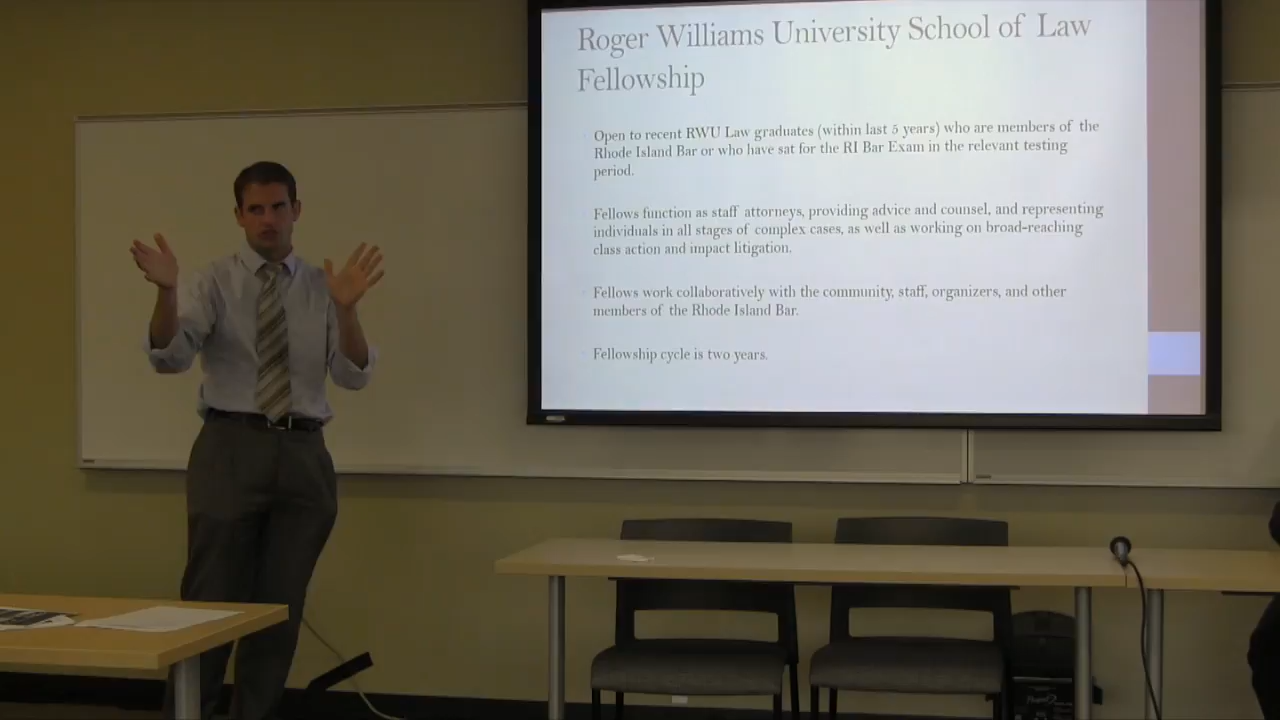 Roger Williams University School of Law
Fellowship
Open to recent RWU Law graduates (within last 5 years) who are members of the
Rhode Island Bar or who have sat for the RI Bar Exam in the relevant testing
period.
Fellows function as staff attorneys, providing advice and counsel, and representing
individuals in all stages of complex cases, as well as working on broad-reaching
class action and impact litigation.
Fellows work collaboratively with the community, staff, organizers, and other
members of the Rhode Island Bar.
Fellowship cycle is two years.